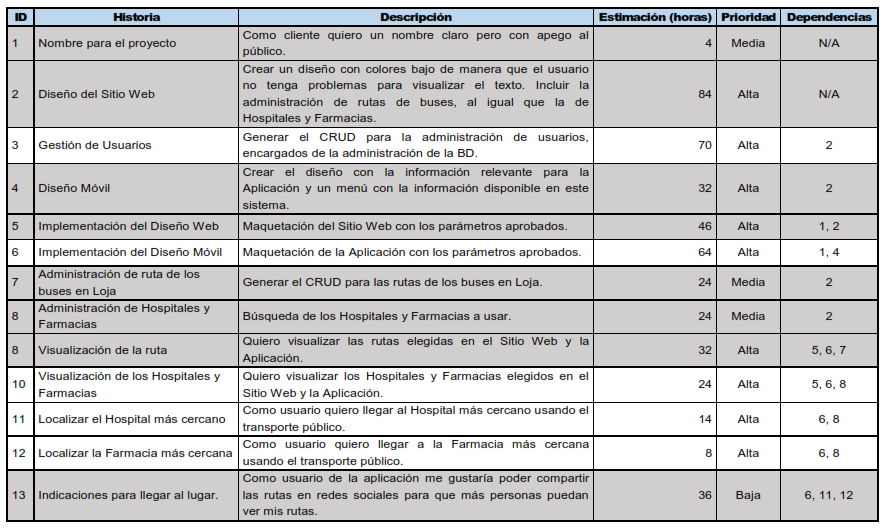 ID Historia Descripción Estimación (horas) Prioridad Dependencias
1 Nombre para el proyecto Como cliente quiero un nombre claro pero con apego al público. 4 Media N/A
2 Diseño del Sitio Web Crear un diseño con colores bajo de manera que el usuario no tenga problemas para visualizar el texto. Incluir la administración de rutas de buses, al igual que la de Hospitales y Farmacias. 84 Alta N/A
3 Gestión de Usuarios Generar el CRUD para la administración de usuarios, encargados de la administración de la BD. 70 Alta 2
4 Diseño Móvil Crear el diseño con la información relevante para la Aplicación y un menú con la información disponible en este sistema. 32 Alta 2
5 Implementación del Diseño Web Maquetación del Sitio Web con los parámetros aprobados. 46 Alta 1, 2
6 Implementación del Diseño Móvil Maquetación de la Aplicación con los parámetros aprobados. 64 Alta 1, 4
7 Administración de ruta de los buses en Loja Generar el CRUD para las rutas de los buses en Loja. 24 Media 2
8 Administración de Hospitales y Farmacias Búsqueda de los Hospitales y Farmacias a usar. 24 Media 2
8 Visualización de la ruta Quiero visualizar las rutas elegidas en el Sitio Web y la Aplicación. 32 Alta 5, 6, 7
10 Visualización de los Hospitales y Farmacias Quiero visualizar los Hospitales y Farmacias elegidos en el Sitio Web y la Aplicación. 24 Alta 5, 6, 8
11 Localizar el Hospital más cercano Como usuario quiero llegar al Hospital más cercano usando el transporte público. 14 Alta 6, 8
12 Localizar la Farmacia más cercana Como usuario quiero llegar a la Farmacia más cercana usando el transporte público. 8 Alta 6, 8
13 Indicaciones para llegar al lugar. Como usuario de la aplicación me gustaría poder compartir las rutas en redes sociales para que más personas puedan ver mis rutas. 36 Baja 6, 11, 12